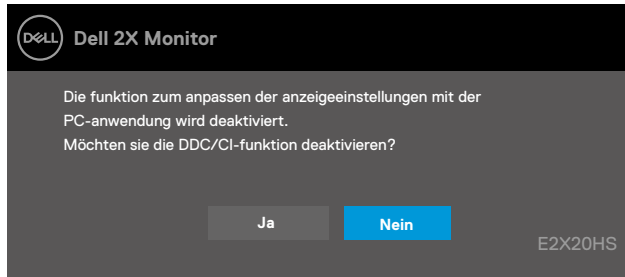 DELL Dell 2X Monitor
Die funktion zum anpassen der anzeigeeinstellungen mit der
PC-anwendung wird deaktiviert.
Möchten sie die DDC/CI-funktion deaktivieren?
Ja Nein
E2X20HS